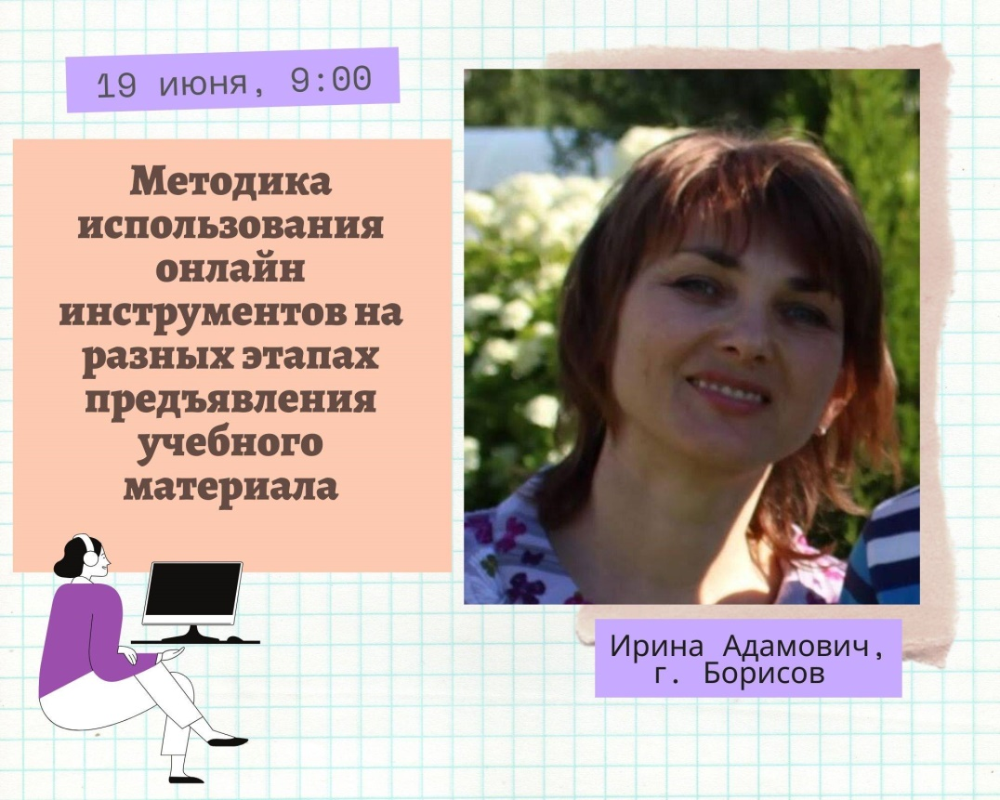 19 июня, 9:00
Методика
использования
онлайн
инструментов на
разных этапах
предъявления
учебного
материала
Ирина Адамович,
г. Борисов